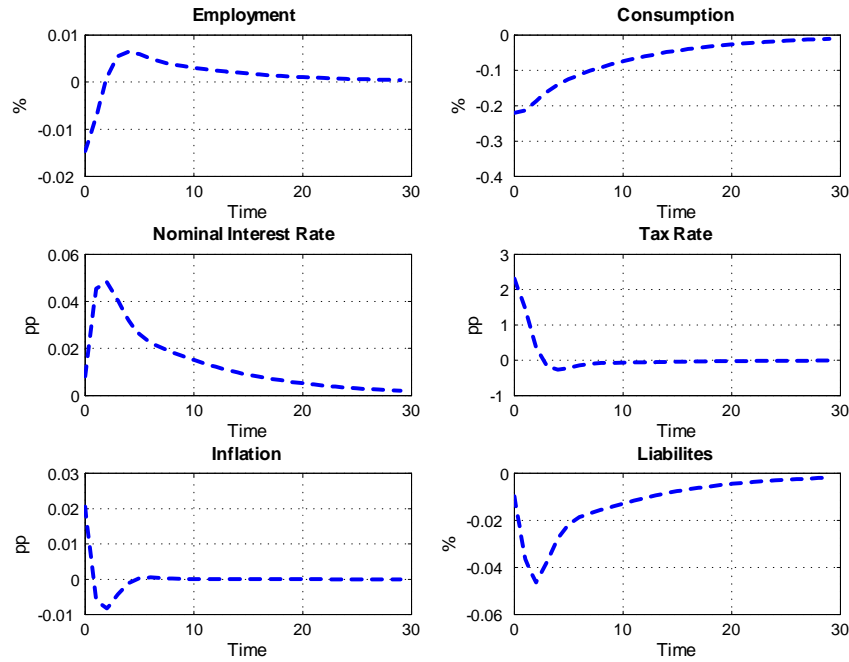 Employment
0.01
0
-0.01
-0.02
%
0 10 20 30
Time
Consumption
0
-0.1
-0.2
-0.3
-0.4
%
0 10 20 30
Time
Nominal Interest Rate
0.06
0.04
0.02
0
pp
0 10 20 30
Time
Tax Rate
3
2
1
0
-1
pp
0 10 20 30
Time
Inflation
0.03
0.02
0.01
0
-0.01
pp
0 10 20 30
Time
Liabilites
0
-0.02
-0.04
-0.06
%
0 10 20 30
Time